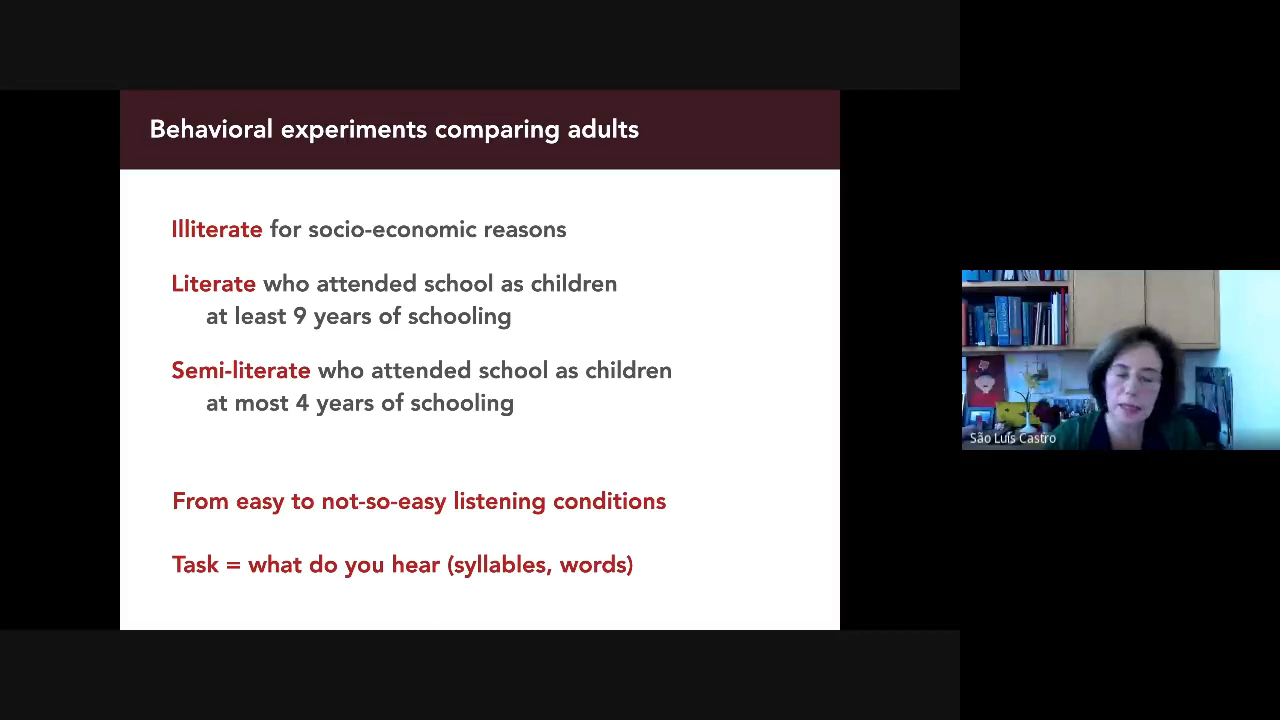 Behavioral experiments comparing adults
Illiterate for socio-economic reasons
Literate who attended school as children
at least 9 years of schooling
Semi-literate who attended school as children
at most 4 years of schooling
From easy to not-so-easy listening conditions
Task = what do you hear (syllables, words)
São Luís Castro